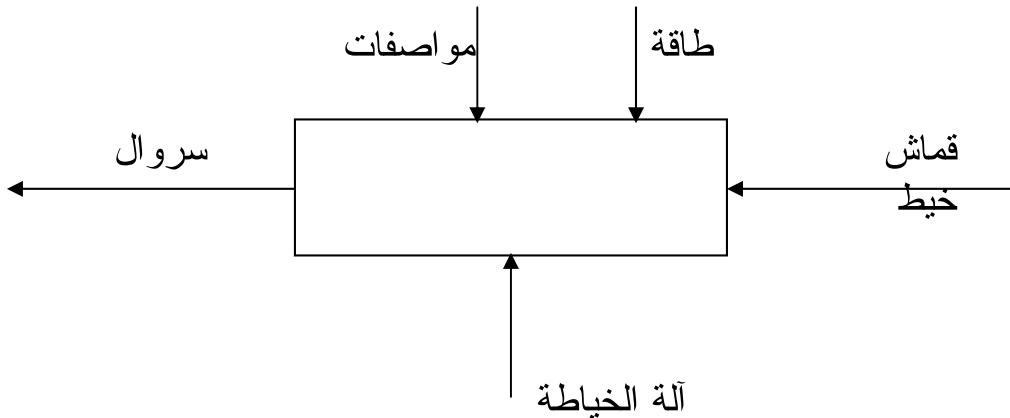 طاقة
مواصفات
قماش
خيط
سروال
آلة الخياطة